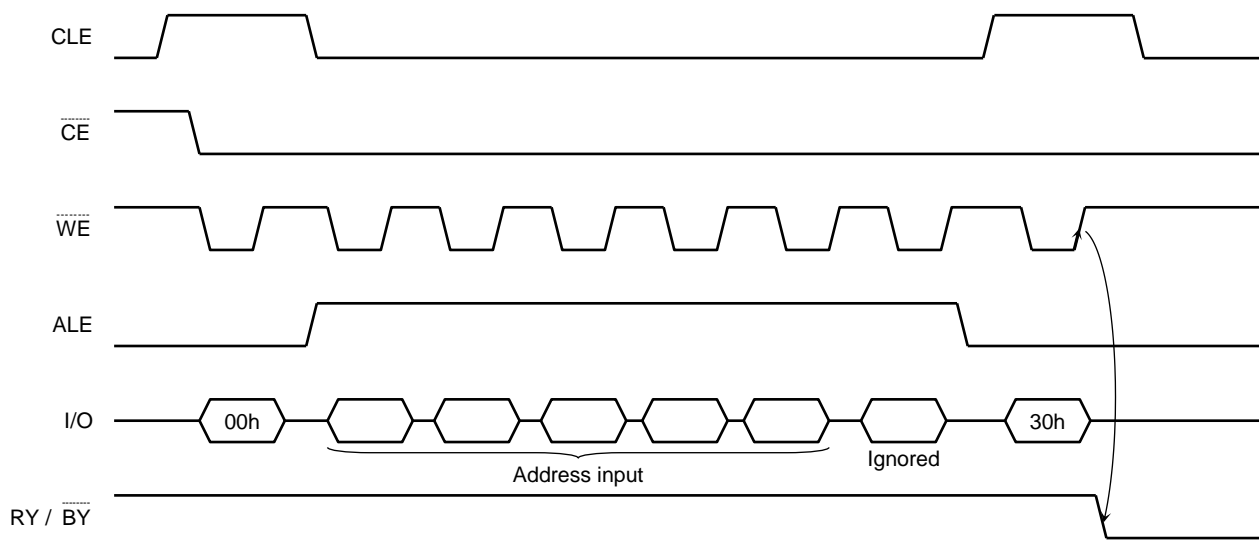 CLE
CE
WE
ALE
I/O
00h
30h
Address input
Ignored
RY / BY